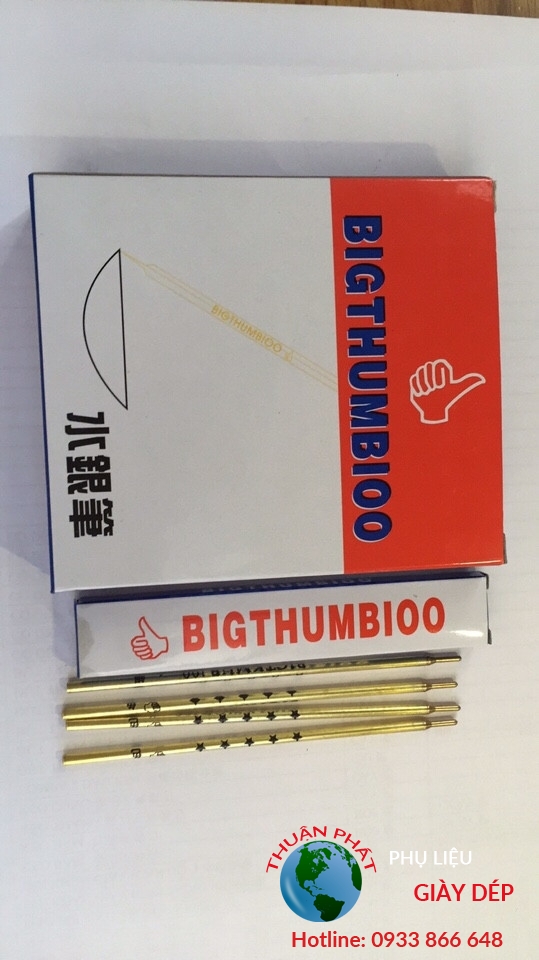 BIGTHUMBIOO
BIGTHUMBIOO
水銀筆
BIGTHUMBIOO
THUẬN PHÁT
PHỤ LIỆU
GIÀY DÉP
Hotline: 0933 866 648